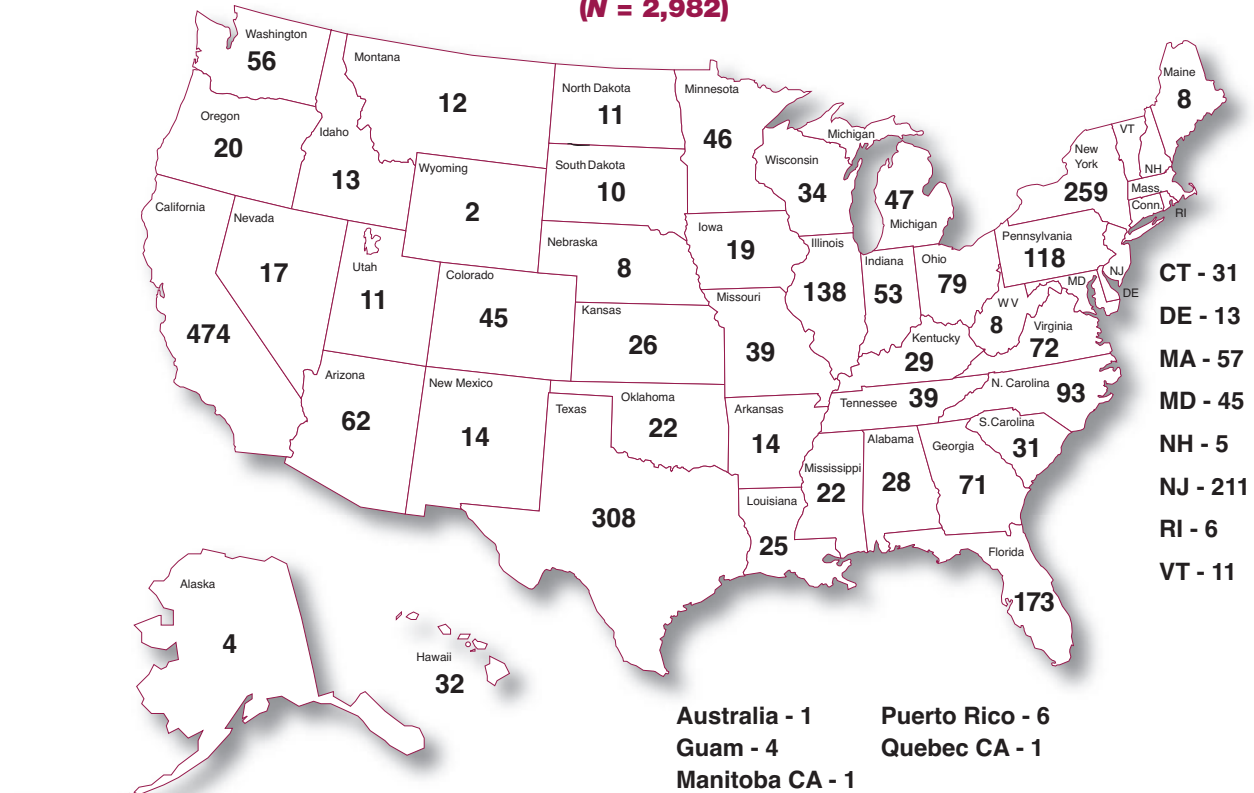 (N = 2,982)
Washington
56
Oregon
20
California
474
Nevada
17
Idaho
13
Montana
12
Wyoming
2
Utah
11
Arizona
62
Colorado
45
New Mexico
14
North Dakota
11
South Dakota
10
Nebraska
8
Kansas
26
Oklahoma
22
Texas
308
Minnesota
46
Iowa
19
Missouri
39
Arkansas
14
Louisiana
25
Wisconsin
34
Illinois
138
Michigan
47
Michigan
Indiana
53
Ohio
79
Kentucky
29
Tennessee 39
Mississippi
22
Alabama
28
Georgia
71
Florida
173
S.Carolina
31
N. Carolina 93
Virginia
72
W V
8
Pennsylvania
118
New
York
259
Maine
8
VT
NH
Mass.
Conn.
RI
NJ
MD
DE
CT - 31
DE - 13
MA - 57
MD - 45
NH - 5
NJ - 211
RI - 6
VT - 11
Alaska
4
Hawaii
32
Australia - 1
Guam - 4
Manitoba CA - 1
Puerto Rico - 6
Quebec CA - 1